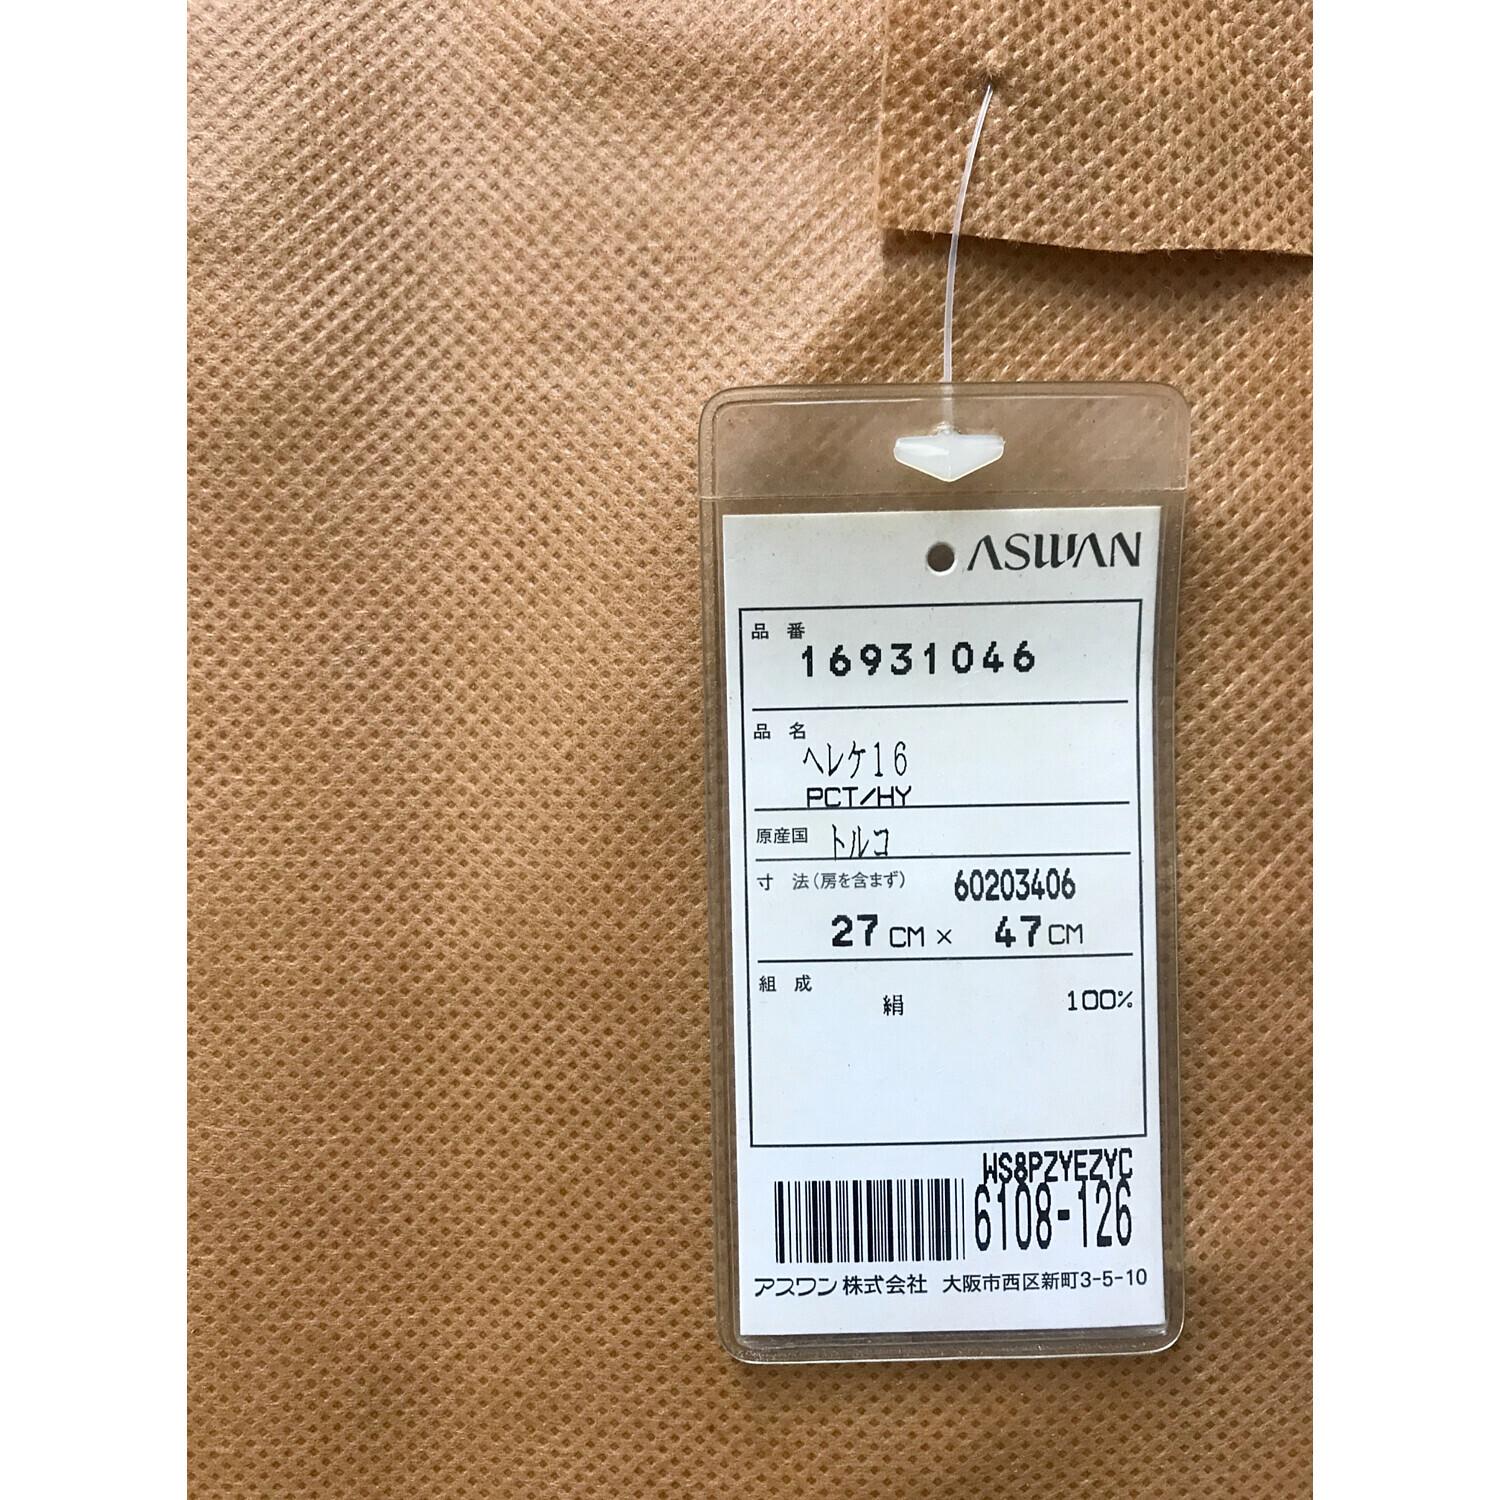 ASWAN
品番
16931046
品名
ヘレケ16
PCT/HY
原産国 トルコ
寸法(房を含まず) 60203406
27CM× 47CM
組成
絹 100%
WS8PZYEZYC
6108-126
アスワン株式会社 大阪市西区新町3-5-10